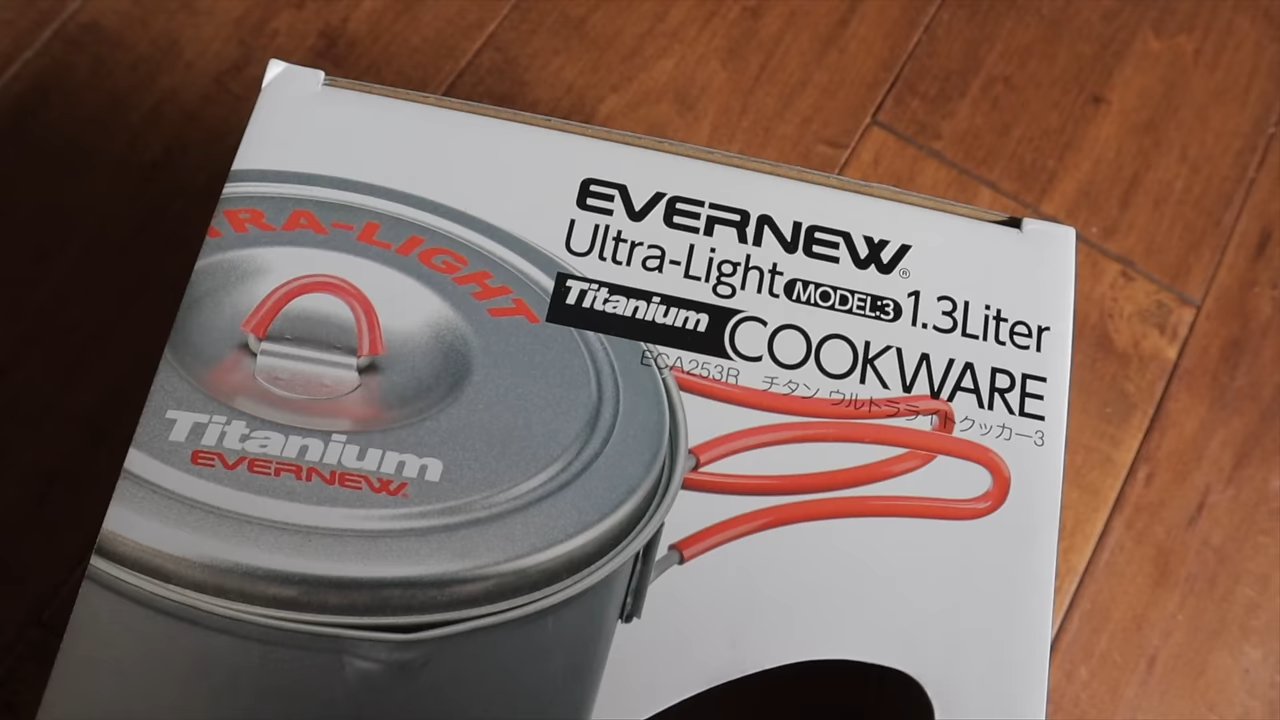 EVERNEW®
Ultra-Light MODEL:3 1.3Liter
Titanium COOKWARE
ECA253R チタン ウルトラライトクッカー3
RA-LIGHT
Titanium
EVERNEW